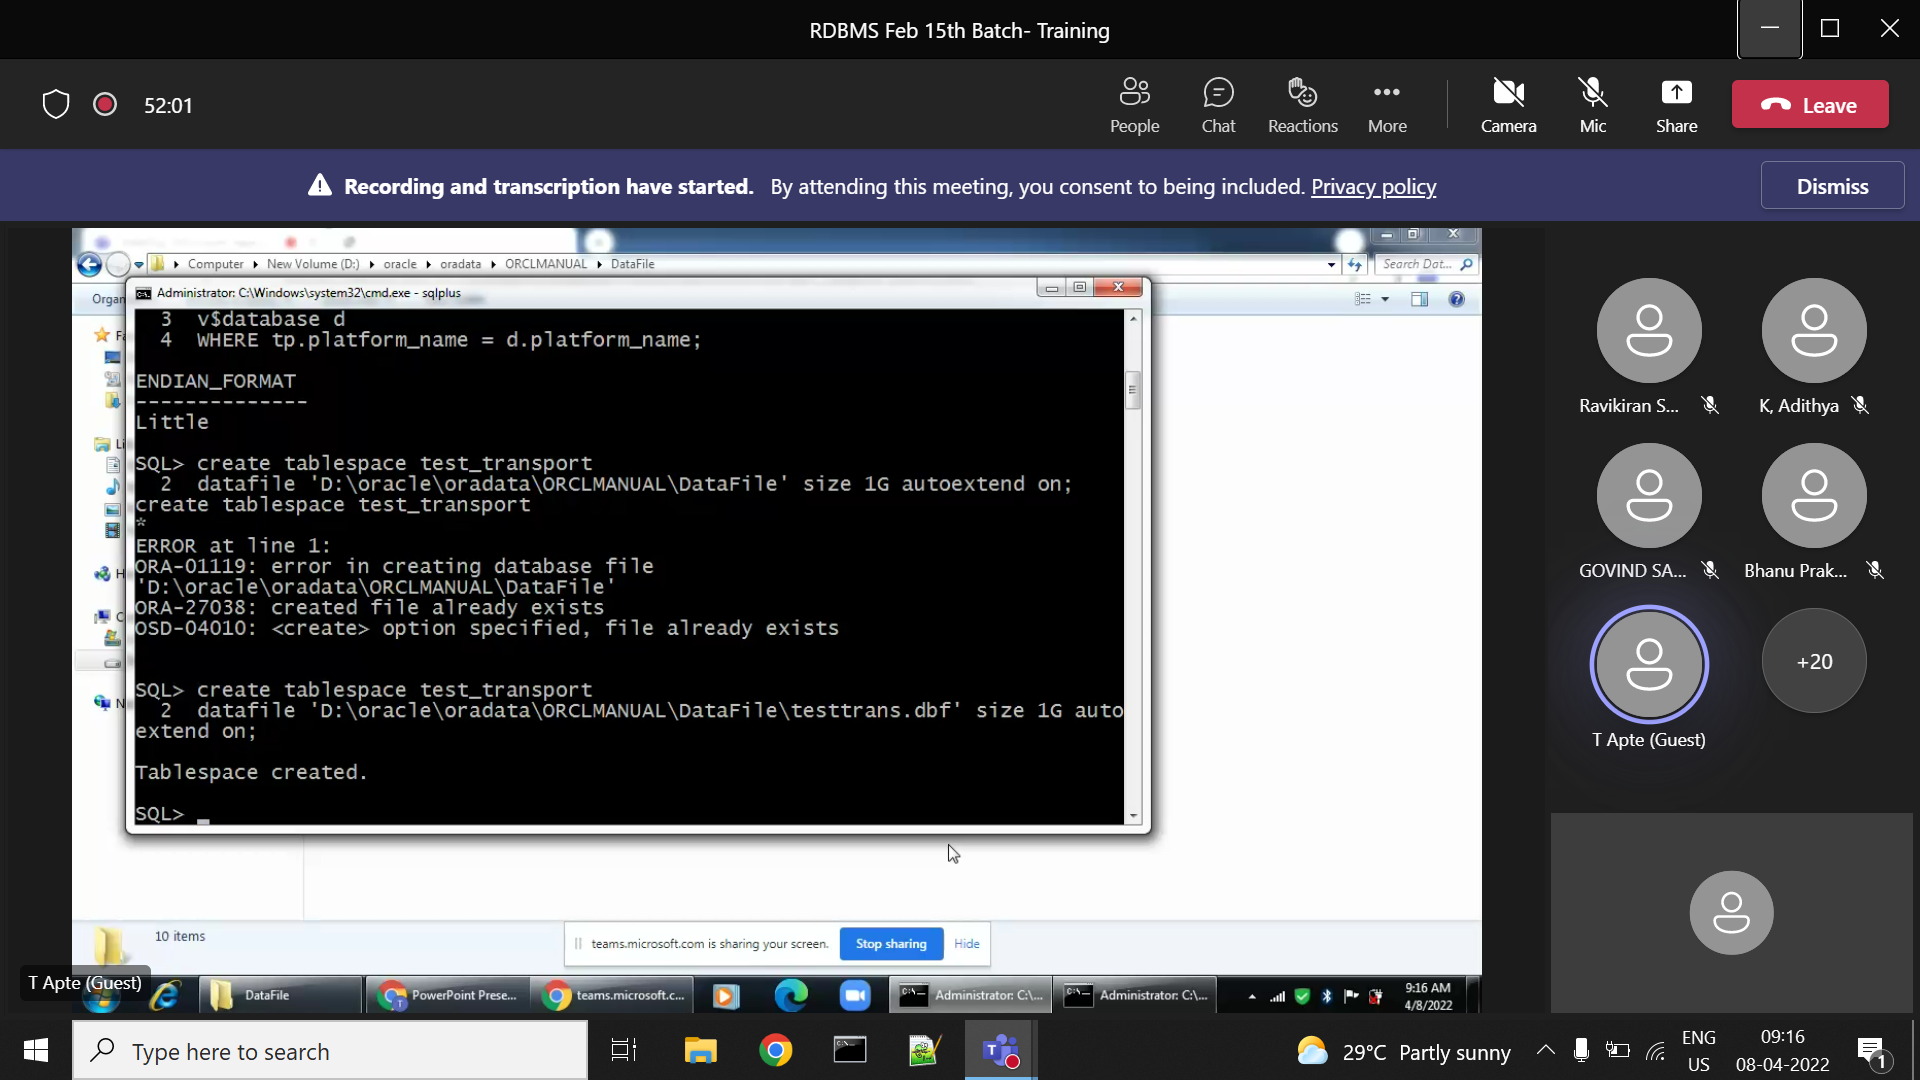 RDBMS Feb 15th Batch- Training
52:01
People
Chat
Reactions
More
Camera
Mic
Share
Leave
Recording and transcription have started. By attending this meeting, you consent to being included. Privacy policy
Dismiss
Computer New Volume (D:) oracle oradata ORCLMANUAL DataFile
Search Dat...
Organ
Administrator: C:\Windows\system32\cmd.exe - sqlplus
3 v$database d
4 WHERE tp.platform_name = d.platform_name;
ENDIAN_FORMAT
--------------
Little
SQL> create tablespace test_transport
2 datafile 'D:\oracle\oradata\ORCLMANUAL\DataFile' size 1G autoextend on;
create tablespace test_transport
*
ERROR at line 1:
ORA-01119: error in creating database file
'D:\oracle\oradata\ORCLMANUAL\DataFile'
ORA-27038: created file already exists
OSD-04010: <create> option specified, file already exists
SQL> create tablespace test_transport
2 datafile 'D:\oracle\oradata\ORCLMANUAL\DataFile\testtrans.dbf' size 1G auto
extend on;
Tablespace created.
SQL> _
Fa
Li
H
C
N
10 items
teams.microsoft.com is sharing your screen.
Stop sharing
Hide
T Apte (Guest)
DataFile
PowerPoint Prese...
teams.microsoft.c...
Administrator: C:\...
Administrator: C:\...
9:16 AM
4/8/2022
Ravikiran S...
K, Adithya
GOVIND SA...
Bhanu Prak...
T Apte (Guest)
+20
Type here to search
29°C Partly sunny
ENG
US
09:16
08-04-2022
1